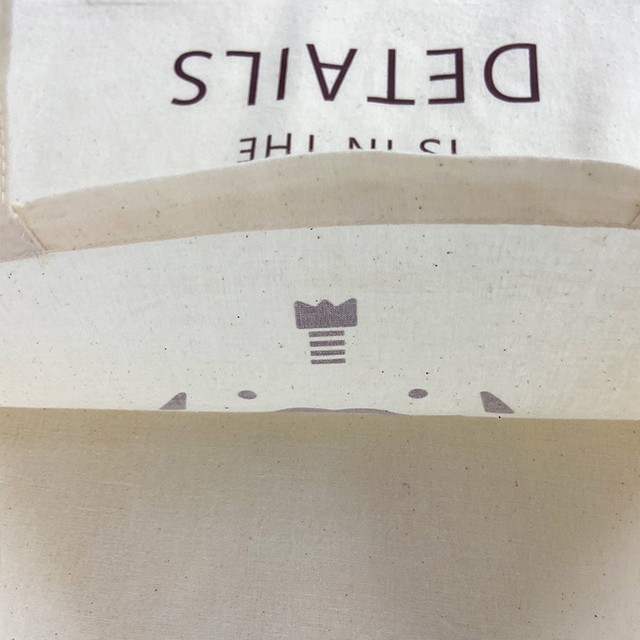 IS IN THE
DETAILS